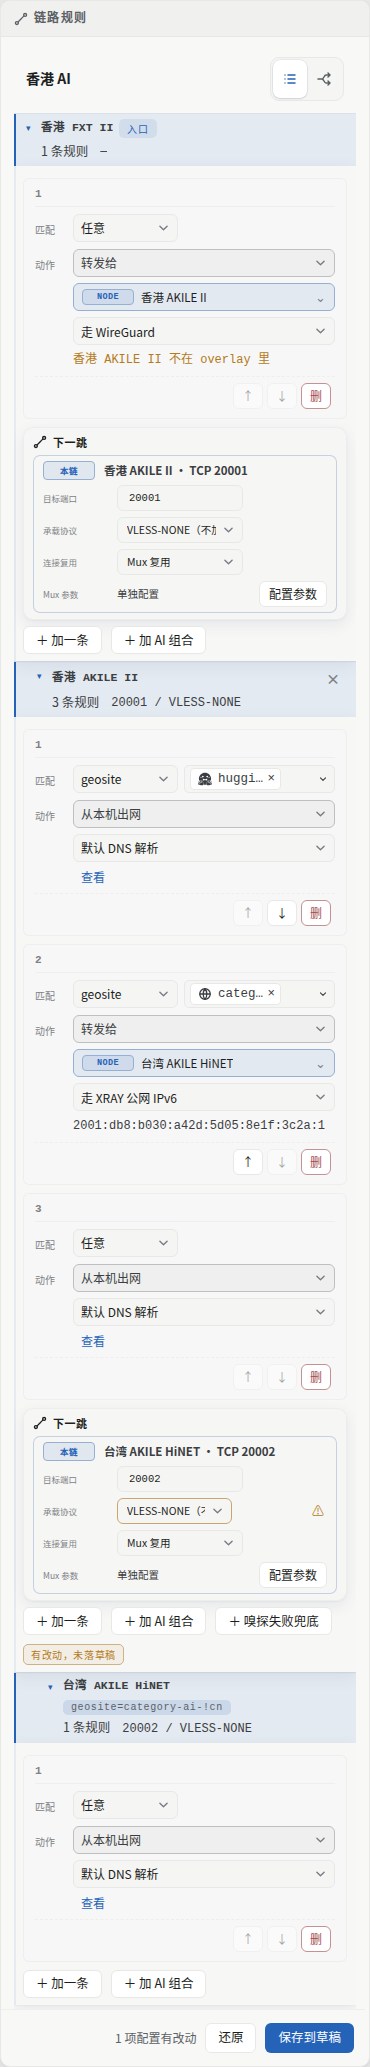 链路规则
香港 AI
香港 FXT II 入口
1 条规则 —
1
匹配 任意
动作 转发给
NODE 香港 AKILE II
走 WireGuard
香港 AKILE II 不在 overlay 里
↑ ↓ 删
下一跳
本链 香港 AKILE II • TCP 20001
目标端口 20001
承载协议 VLESS-NONE（不加
连接复用 Mux 复用
Mux 参数 单独配置 配置参数
＋ 加一条 ＋ 加 AI 组合
香港 AKILE II ×
3 条规则 20001 / VLESS-NONE
1
匹配 geosite huggi… ×
动作 从本机出网
默认 DNS 解析
查看
↑ ↓ 删
2
匹配 geosite categ… ×
动作 转发给
NODE 台湾 AKILE HiNET
走 XRAY 公网 IPv6
2001:db8:b030:a42d:5d05:8e1f:3c2a:1
↑ ↓ 删
3
匹配 任意
动作 从本机出网
默认 DNS 解析
查看
↑ ↓ 删
下一跳
本链 台湾 AKILE HiNET • TCP 20002
目标端口 20002
承载协议 VLESS-NONE（
连接复用 Mux 复用
Mux 参数 单独配置 配置参数
＋ 加一条 ＋ 加 AI 组合 ＋ 嗅探失败兜底
有改动，未落草稿
台湾 AKILE HiNET
geosite=category-ai-!cn
1 条规则 20002 / VLESS-NONE
1
匹配 任意
动作 从本机出网
默认 DNS 解析
查看
↑ ↓ 删
＋ 加一条 ＋ 加 AI 组合
1 项配置有改动 还原 保存到草稿